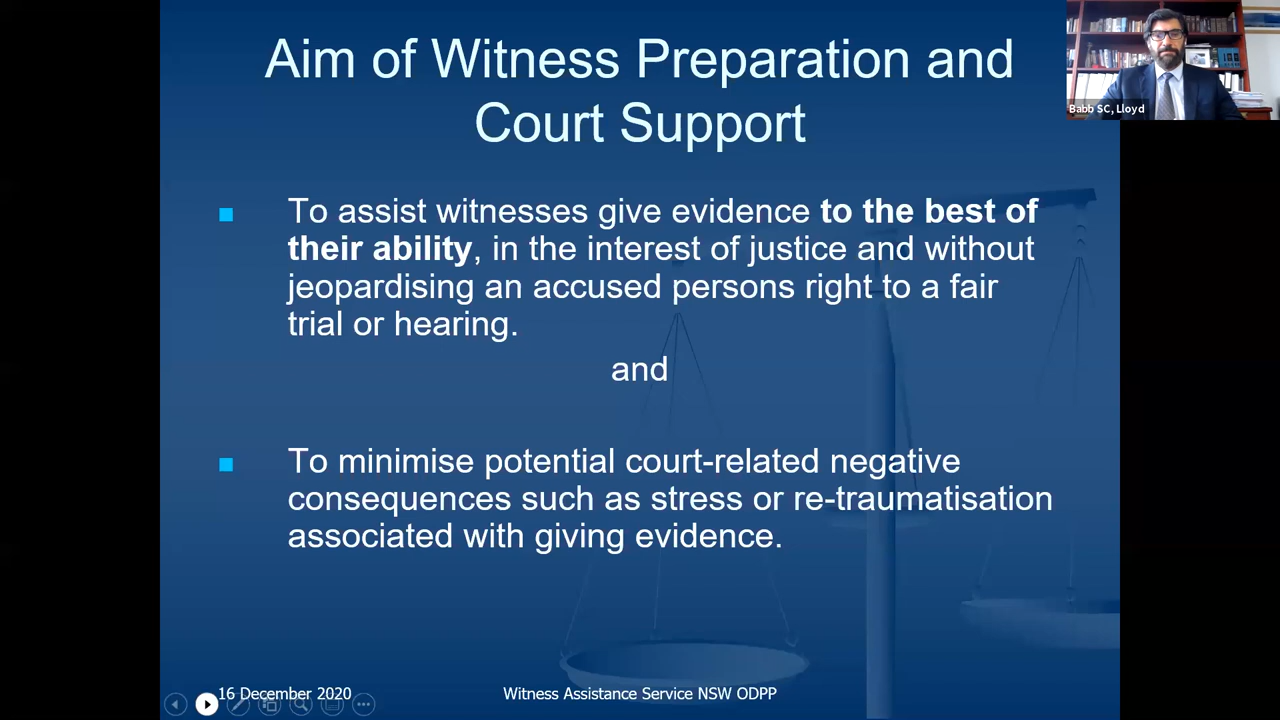 Aim of Witness Preparation and
Court Support
Babb SC, Lloyd
To assist witnesses give evidence to the best of
their ability, in the interest of justice and without
jeopardising an accused persons right to a fair
trial or hearing.
and
To minimise potential court-related negative
consequences such as stress or re-traumatisation
associated with giving evidence.
16 December 2020
Witness Assistance Service NSW ODPP